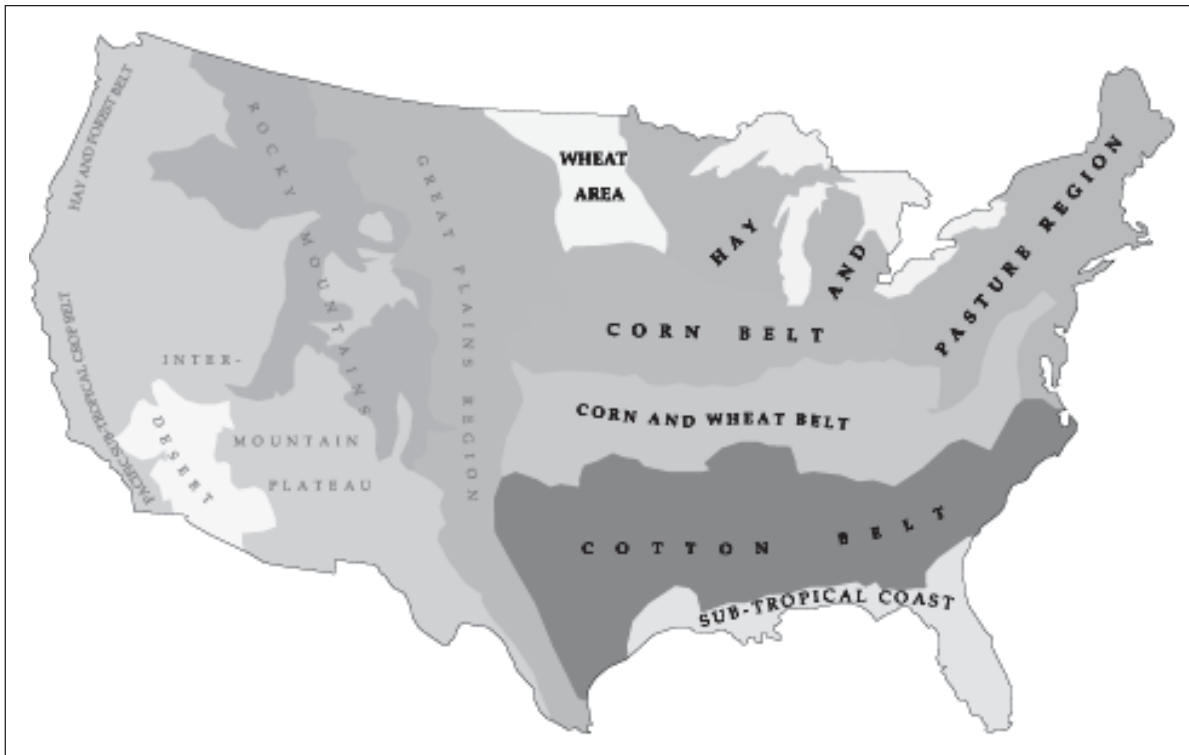 HAY AND FOREST BELT
ROCKY MOUNTAINS
GREAT PLAINS REGION
WHEAT
AREA
HAY AND
PASTURE REGION
CORN BELT
PACIFIC SUB-TROPICAL CROP BELT
INTER-
MOUNTAIN
PLATEAU
DESERT
CORN AND WHEAT BELT
COTTON BELT
SUB-TROPICAL COAST